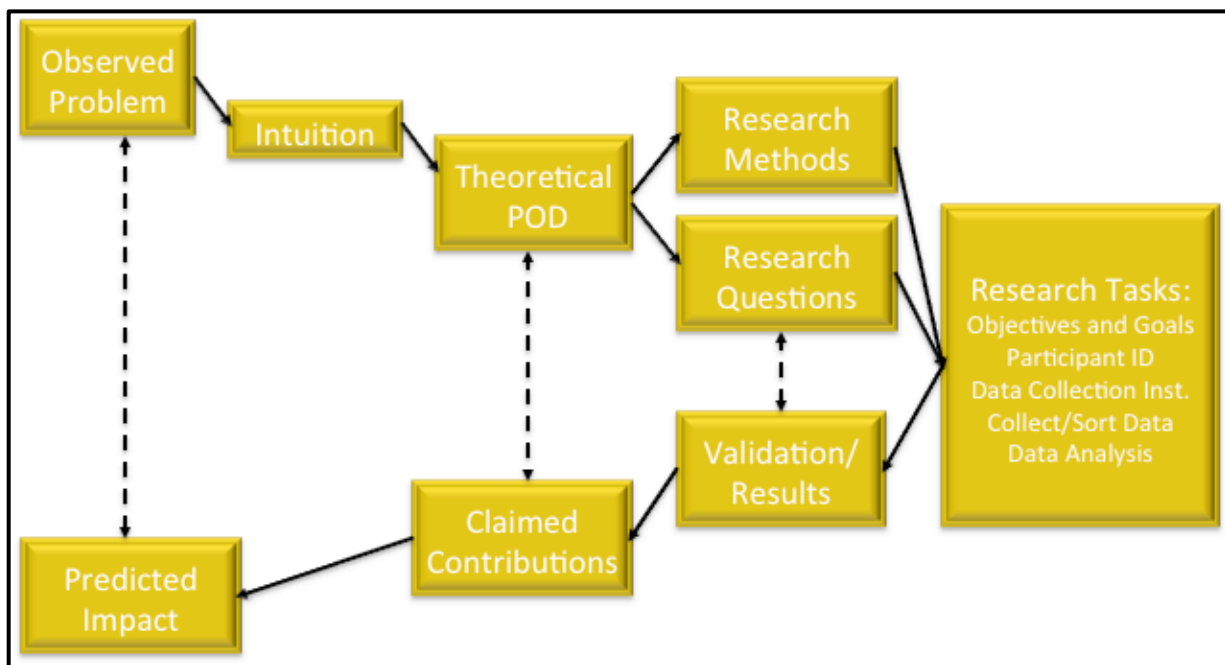 Observed
Problem
Intuition
Theoretical
POD
Research
Methods
Research
Questions
Research Tasks:
Objectives and Goals
Participant ID
Data Collection Inst.
Collect/Sort Data
Data Analysis
Validation/
Results
Claimed
Contributions
Predicted
Impact